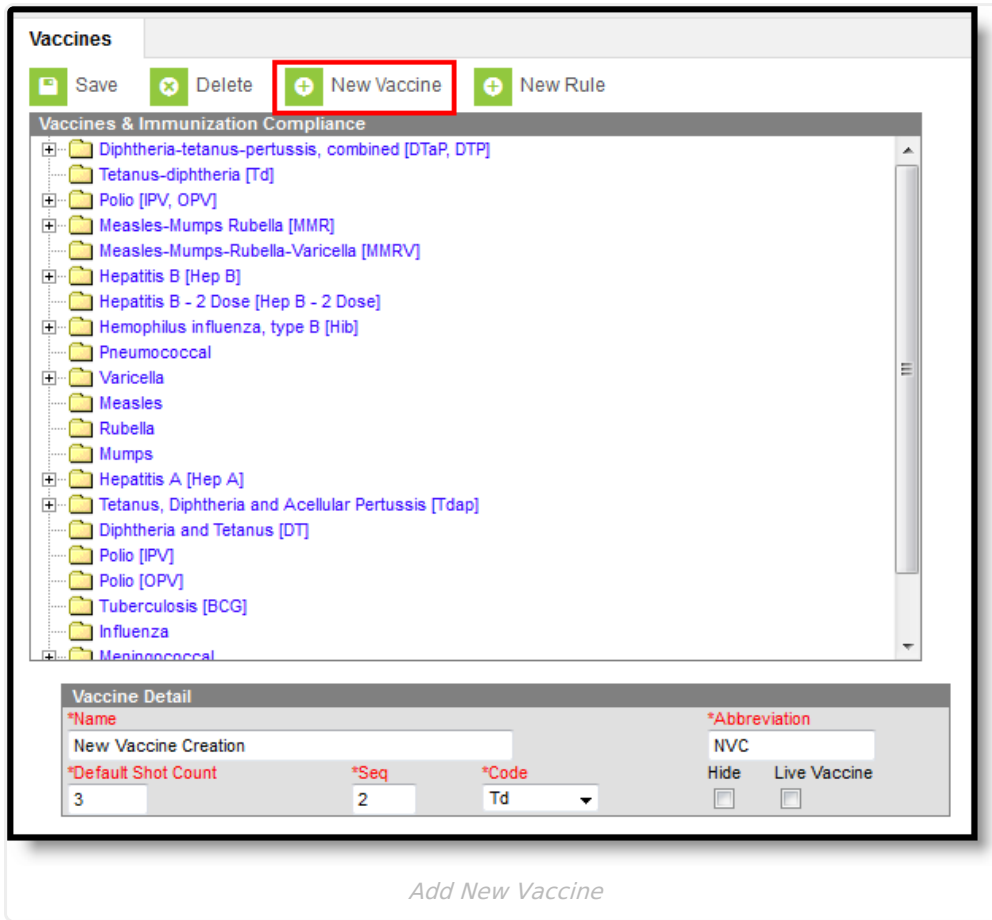 Vaccines
Save Delete New Vaccine New Rule
Vaccines & Immunization Compliance
Diphtheria-tetanus-pertussis, combined [DTaP, DTP]
Tetanus-diphtheria [Td]
Polio [IPV, OPV]
Measles-Mumps Rubella [MMR]
Measles-Mumps-Rubella-Varicella [MMRV]
Hepatitis B [Hep B]
Hepatitis B - 2 Dose [Hep B - 2 Dose]
Hemophilus influenza, type B [Hib]
Pneumococcal
Varicella
Measles
Rubella
Mumps
Hepatitis A [Hep A]
Tetanus, Diphtheria and Acellular Pertussis [Tdap]
Diphtheria and Tetanus [DT]
Polio [IPV]
Polio [OPV]
Tuberculosis [BCG]
Influenza
Meningococcal
Vaccine Detail
*Name *Abbreviation
New Vaccine Creation NVC
*Default Shot Count *Seq *Code Hide Live Vaccine
3 2 Td
Add New Vaccine